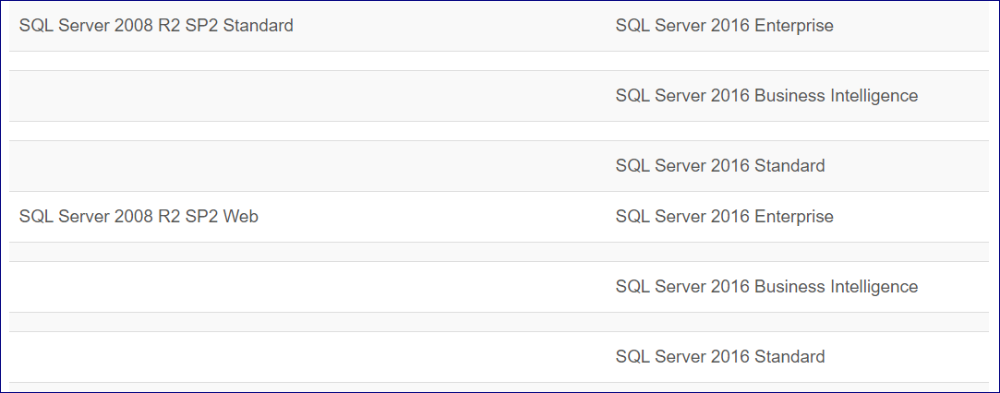 SQL Server 2008 R2 SP2 Standard SQL Server 2016 Enterprise
SQL Server 2016 Business Intelligence
SQL Server 2016 Standard
SQL Server 2008 R2 SP2 Web SQL Server 2016 Enterprise
SQL Server 2016 Business Intelligence
SQL Server 2016 Standard